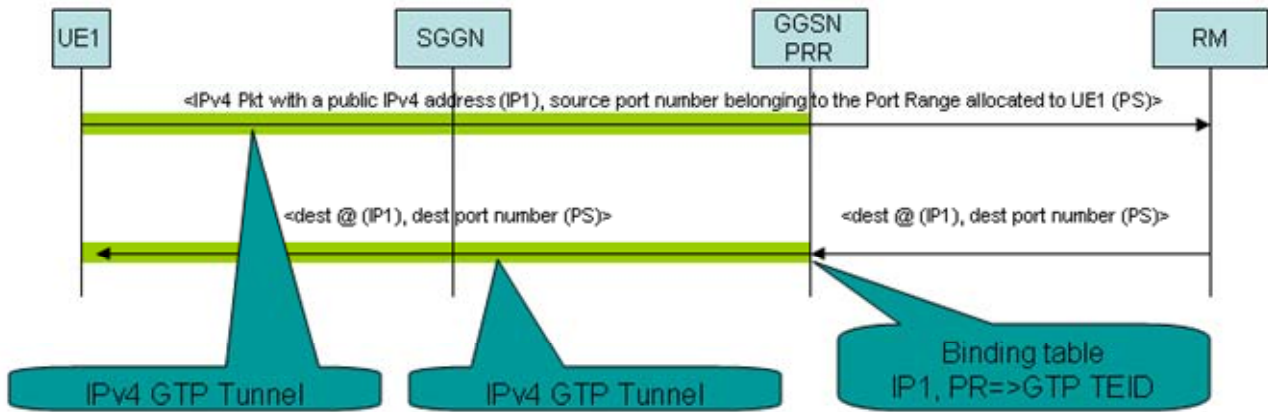 UE1
SGGN
GGSN
PRR
RM
<IPv4 Pkt with a public IPv4 address (IP1), source port number belonging to the Port Range allocated to UE1 (PS)>
<dest @ (IP1), dest port number (PS)>
<dest @ (IP1), dest port number (PS)>
IPv4 GTP Tunnel
IPv4 GTP Tunnel
Binding table
IP1, PR=>GTP TEID